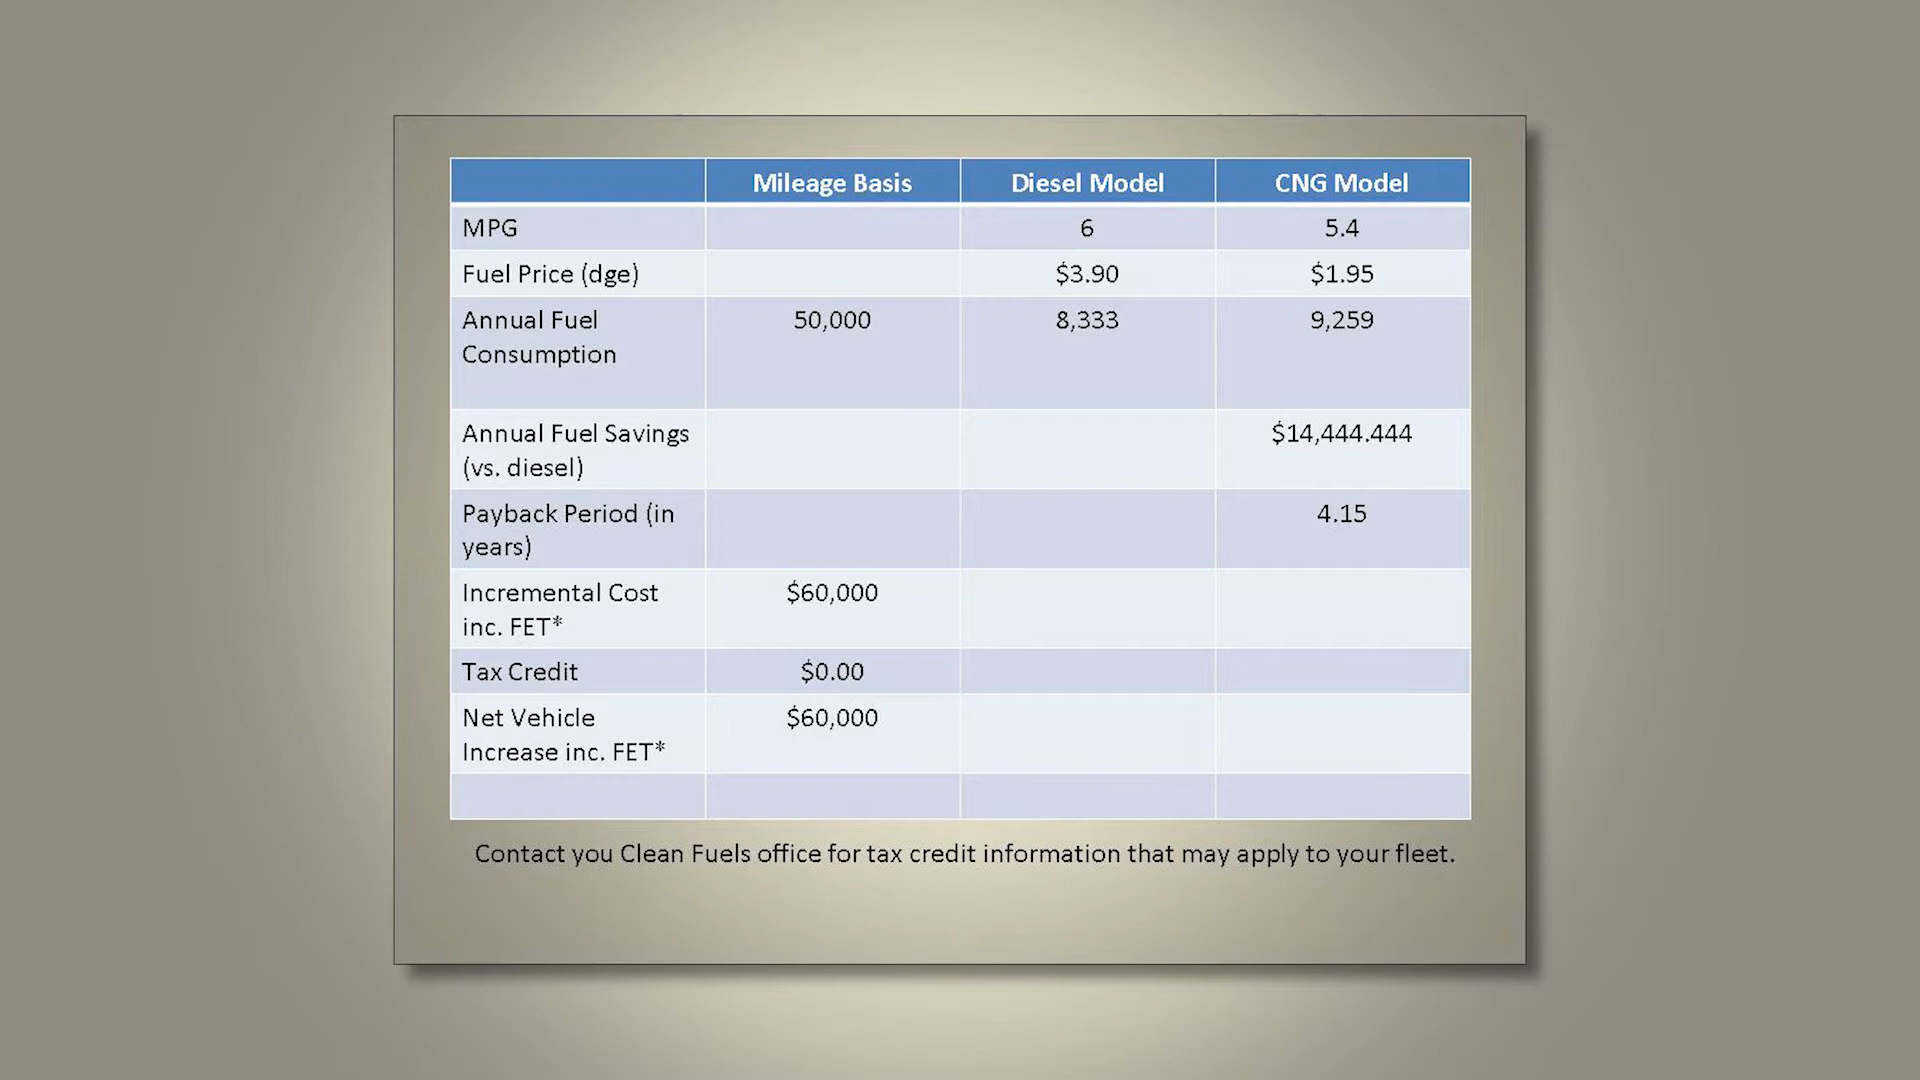 Mileage Basis Diesel Model CNG Model
MPG 6 5.4
Fuel Price (dge) $3.90 $1.95
Annual Fuel 50,000 8,333 9,259
Consumption
Annual Fuel Savings $14,444.444
(vs. diesel)
Payback Period (in 4.15
years)
Incremental Cost $60,000
inc. FET*
Tax Credit $0.00
Net Vehicle $60,000
Increase inc. FET*
Contact you Clean Fuels office for tax credit information that may apply to your fleet.